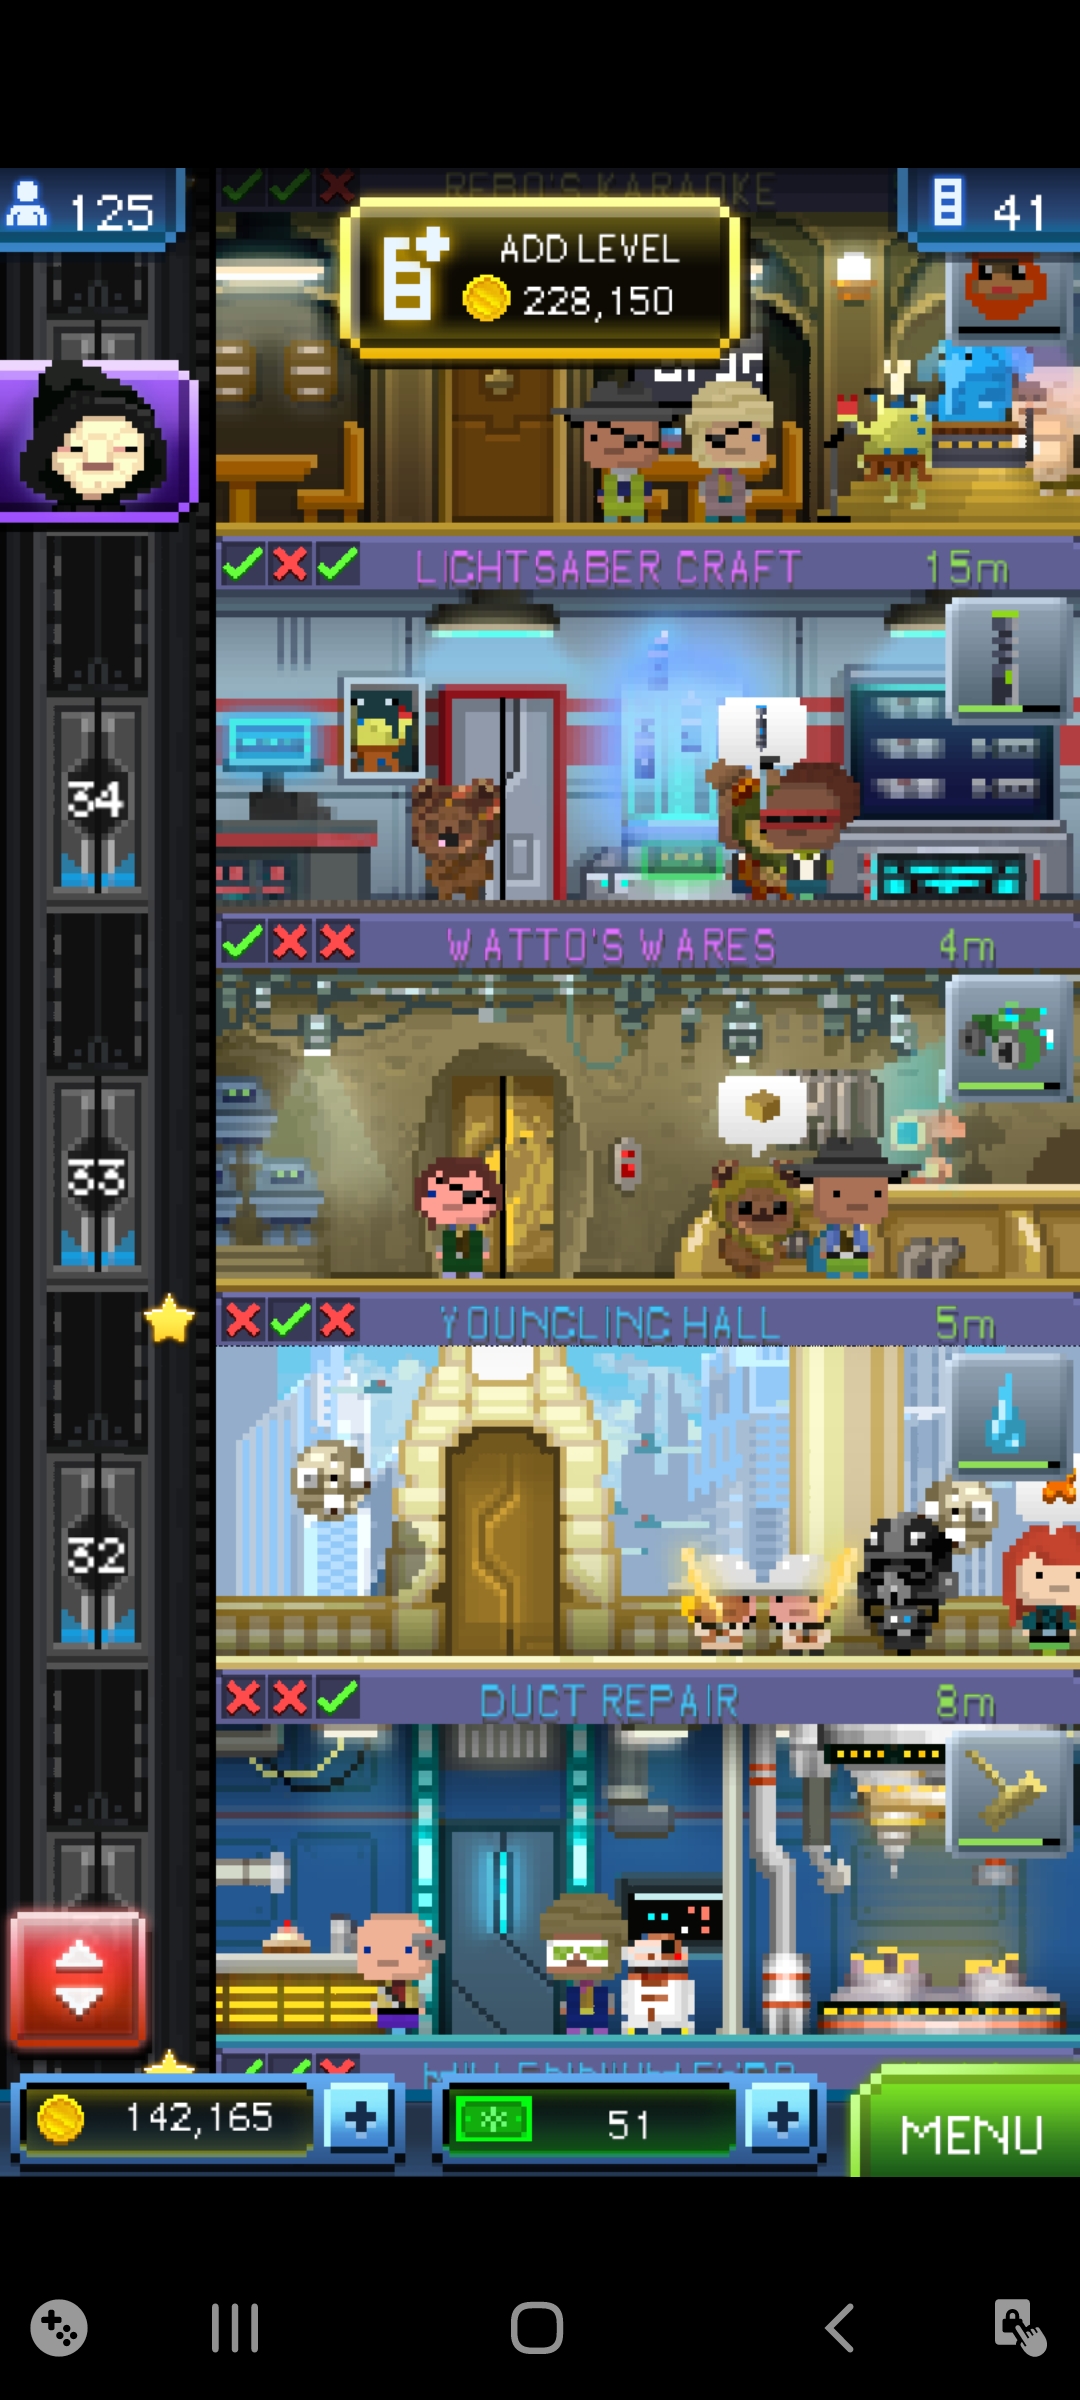 125
REBO'S KARAOKE
41
ADD LEVEL
228,150
LIGHTSABER CRAFT
15m
34
WATTO'S WARES
4m
33
YOUNGLING HALL
5m
32
DUCT REPAIR
8m
142,165
51
MENU